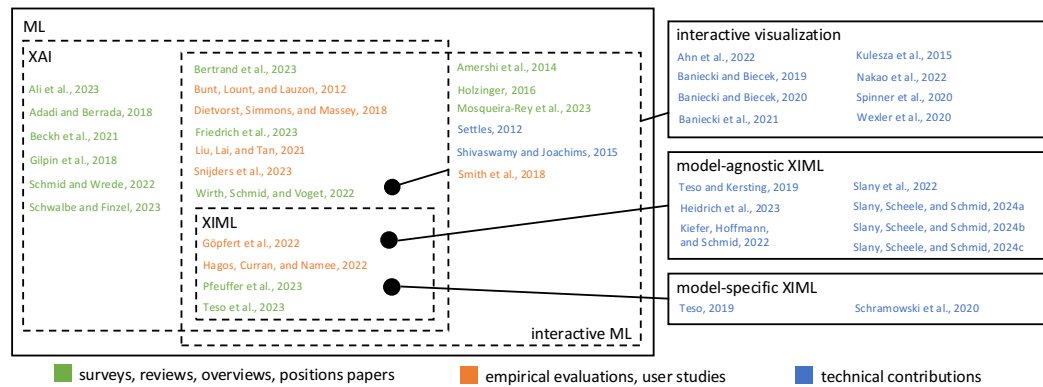 ML
XAI
Ali et al., 2023
Adadi and Berrada, 2018
Beckh et al., 2021
Gilpin et al., 2018
Schmid and Wrede, 2022
Schwalbe and Finzel, 2023
Bertrand et al., 2023
Bunt, Lount, and Lauzon, 2012
Dietvorst, Simmons, and Massey, 2018
Friedrich et al., 2023
Liu, Lai, and Tan, 2021
Snijders et al., 2023
Wirth, Schmid, and Voget, 2022
XIML
Göpfert et al., 2022
Hagos, Curran, and Namee, 2022
Pfeuffer et al., 2023
Teso et al., 2023
Amershi et al., 2014
Holzinger, 2016
Mosqueira-Rey et al., 2023
Settles, 2012
Shivaswamy and Joachims, 2015
Smith et al., 2018
interactive ML
interactive visualization
Ahn et al., 2022
Baniecki and Biecek, 2019
Baniecki and Biecek, 2020
Baniecki et al., 2021
Kulesza et al., 2015
Nakao et al., 2022
Spinner et al., 2020
Wexler et al., 2020
model-agnostic XIML
Teso and Kersting, 2019
Heidrich et al., 2023
Kiefer, Hoffmann,
and Schmid, 2022
Slany et al., 2022
Slany, Scheele, and Schmid, 2024a
Slany, Scheele, and Schmid, 2024b
Slany, Scheele, and Schmid, 2024c
model-specific XIML
Teso, 2019
Schramowski et al., 2020
surveys, reviews, overviews, positions papers
empirical evaluations, user studies
technical contributions